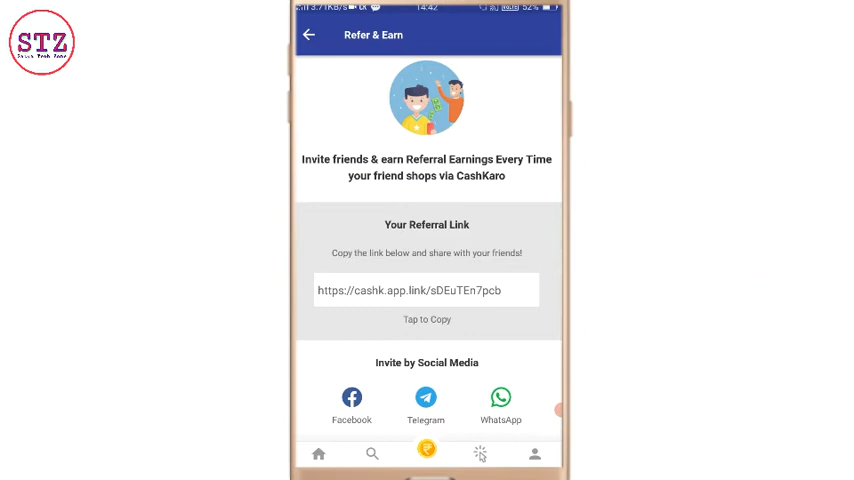 STZ
3.71KB/s
14:42
52%
Refer & Earn
Invite friends & earn Referral Earnings Every Time
your friend shops via CashKaro
Your Referral Link
Copy the link below and share with your friends!
https://cashk.app.link/sDEuTEn7pcb
Tap to Copy
Invite by Social Media
Facebook
Telegram
WhatsApp